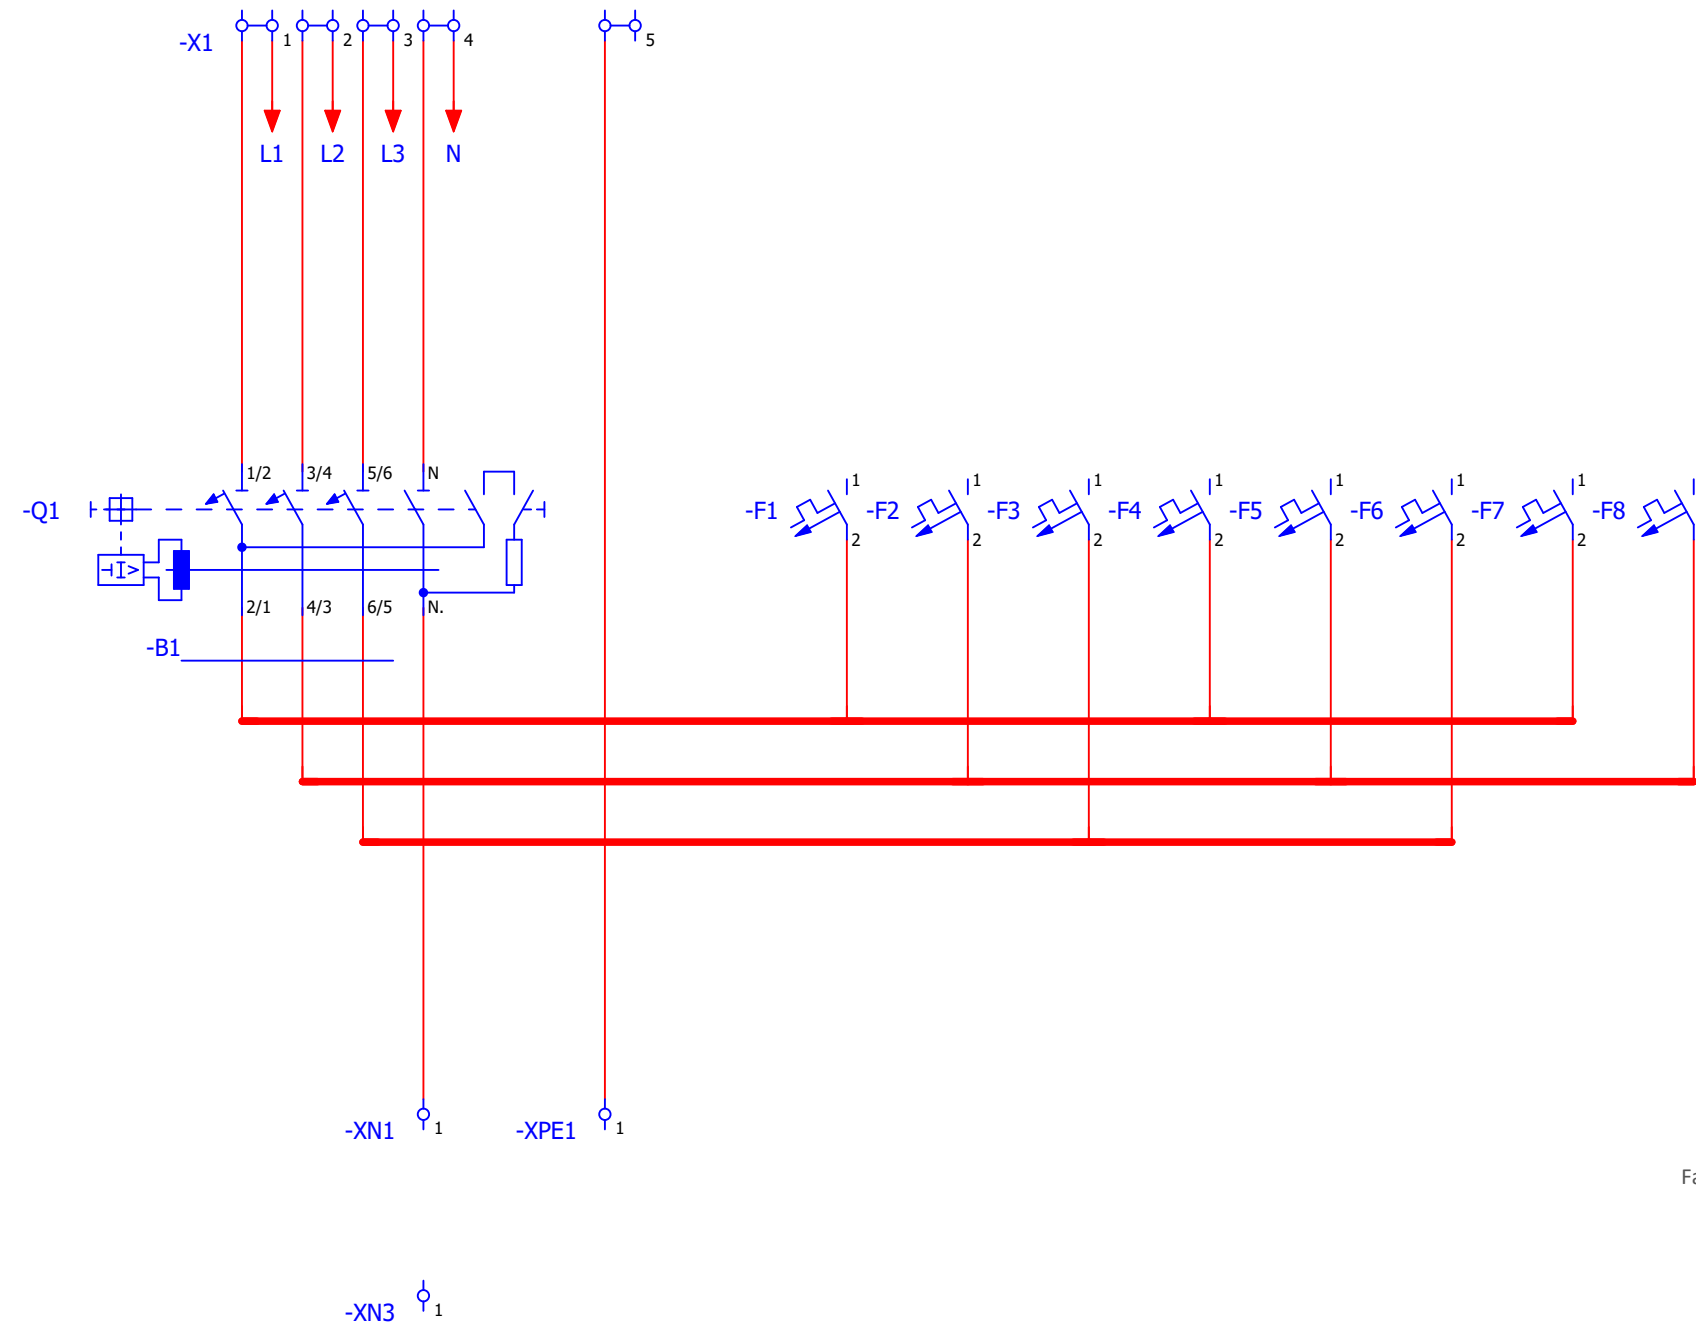 -X1 1 2 3 4 5
L1 L2 L3 N
1/2 3/4 5/6 N
-Q1
-F1 1 2
-F2 1 2
-F3 1 2
-F4 1 2
-F5 1 2
-F6 1 2
-F7 1 2
-F8
I>
2/1 4/3 6/5 N.
-B1
-XN1 1
-XPE1 1
Fa
-XN3 1